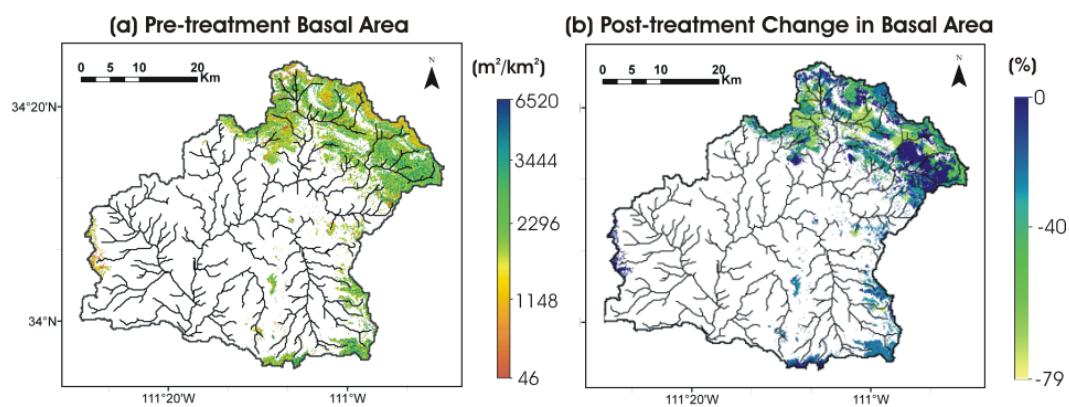 (a) Pre-treatment Basal Area
(b) Post-treatment Change in Basal Area
0 5 10 20
Km
N
(m²/km²)
6520
3444
2296
1148
46
34°20'N
34°N
111°20'W
111°W
0 5 10 20
Km
N
(%)
0
-40
-79
111°20'W
111°W